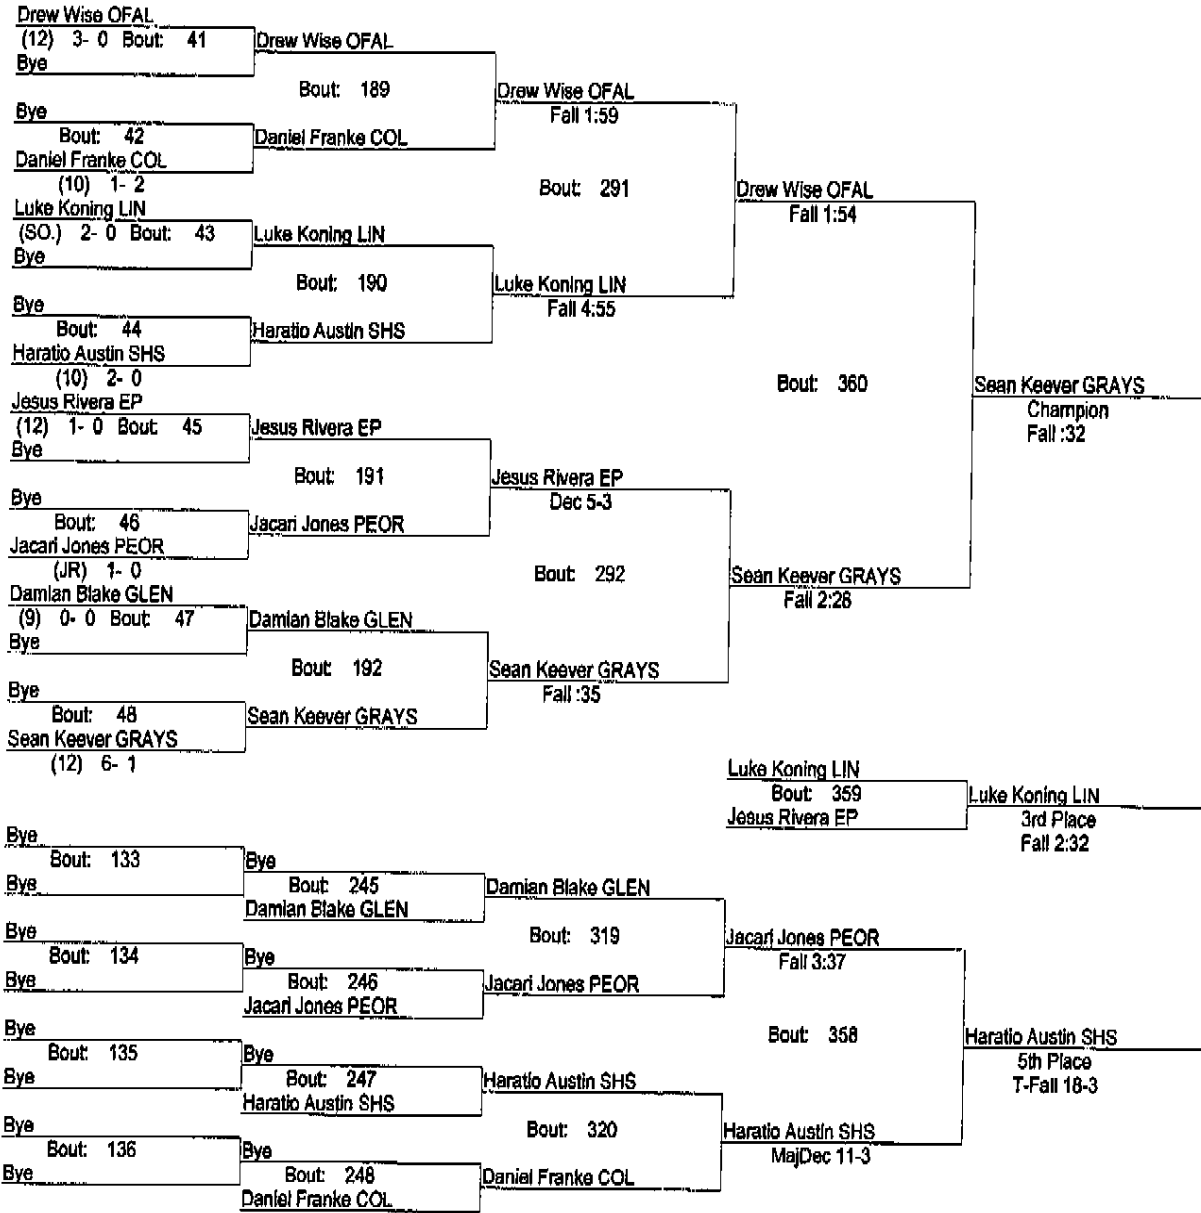 Drew Wise OFAL
(12) 3- 0 Bout: 41
Bye
Drew Wise OFAL
Bout: 189
Bye
Bout: 42
Daniel Franke COL
(10) 1- 2
Daniel Franke COL
Drew Wise OFAL
Fall 1:59
Luke Koning LIN
(SO.) 2- 0 Bout: 43
Bye
Luke Koning LIN
Bout: 190
Bye
Bout: 44
Haratio Austin SHS
(10) 2- 0
Haratio Austin SHS
Luke Koning LIN
Fall 4:55
Bout: 291
Drew Wise OFAL
Fall 1:54
Jesus Rivera EP
(12) 1- 0 Bout: 45
Bye
Jesus Rivera EP
Bout: 191
Bye
Bout: 46
Jacari Jones PEOR
(JR) 1- 0
Jacari Jones PEOR
Jesus Rivera EP
Dec 5-3
Damian Blake GLEN
(9) 0- 0 Bout: 47
Bye
Damian Blake GLEN
Bout: 192
Bye
Bout: 48
Sean Keever GRAYS
(12) 6- 1
Sean Keever GRAYS
Sean Keever GRAYS
Fall :35
Bout: 292
Sean Keever GRAYS
Fall 2:28
Bout: 360
Sean Keever GRAYS
Champion
Fall :32
Luke Koning LIN
Bout: 359
Jesus Rivera EP
Luke Koning LIN
3rd Place
Fall 2:32
Bye
Bout: 133
Bye
Bye
Bout: 245
Damian Blake GLEN
Damian Blake GLEN
Bye
Bout: 134
Bye
Bye
Bout: 246
Jacari Jones PEOR
Jacari Jones PEOR
Bout: 319
Jacari Jones PEOR
Fall 3:37
Bye
Bout: 135
Bye
Bye
Bout: 247
Haratio Austin SHS
Haratio Austin SHS
Bye
Bout: 136
Bye
Bye
Bout: 248
Daniel Franke COL
Daniel Franke COL
Bout: 320
Haratio Austin SHS
MajDec 11-3
Bout: 358
Haratio Austin SHS
5th Place
T-Fall 18-3